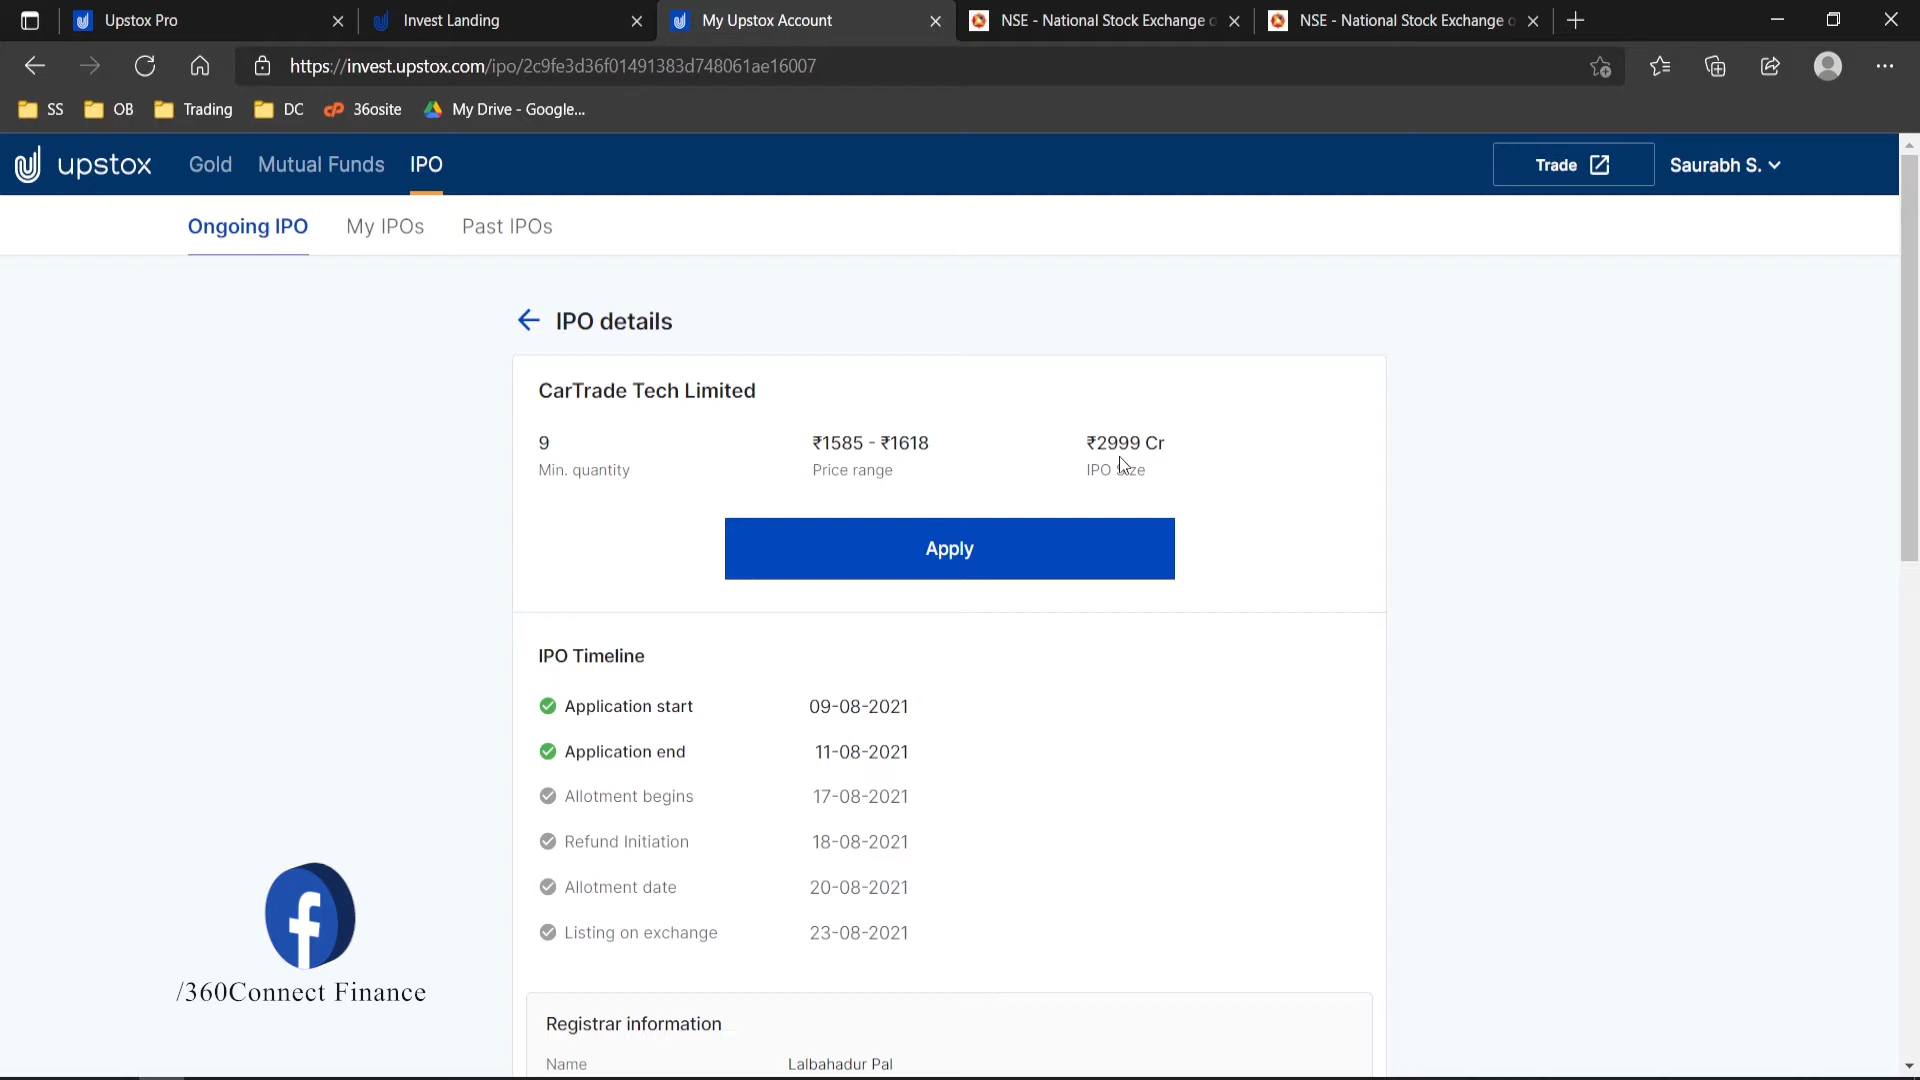 Upstox Pro
Invest Landing
My Upstox Account
NSE - National Stock Exchange o
NSE - National Stock Exchange o
https://invest.upstox.com/ipo/2c9fe3d36f01491383d748061ae16007
SS
OB
Trading
DC
36osite
My Drive - Google...
upstox
Gold
Mutual Funds
IPO
Trade
Saurabh S.
Ongoing IPO
My IPOs
Past IPOs
IPO details
CarTrade Tech Limited
9
₹1585 - ₹1618
₹2999 Cr
Min. quantity
Price range
IPO Size
Apply
IPO Timeline
Application start 09-08-2021
Application end 11-08-2021
Allotment begins 17-08-2021
Refund Initiation 18-08-2021
Allotment date 20-08-2021
Listing on exchange 23-08-2021
/360Connect Finance
Registrar information
Name Lalbahadur Pal